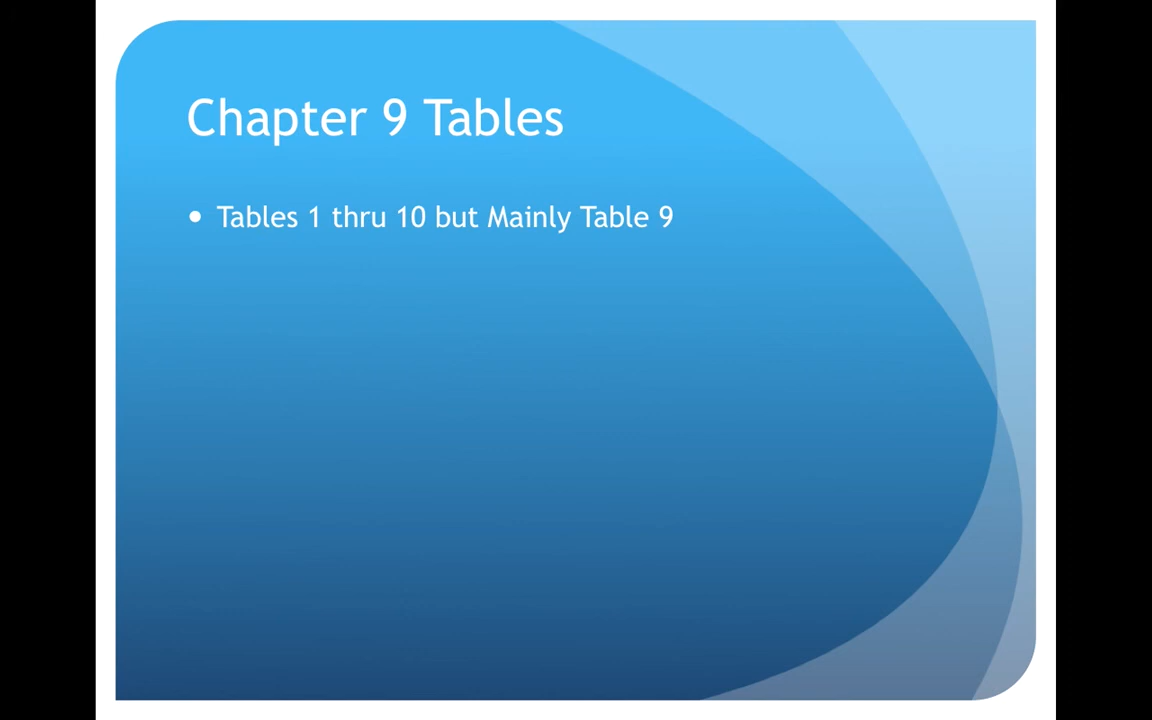 Chapter 9 Tables
• Tables 1 thru 10 but Mainly Table 9